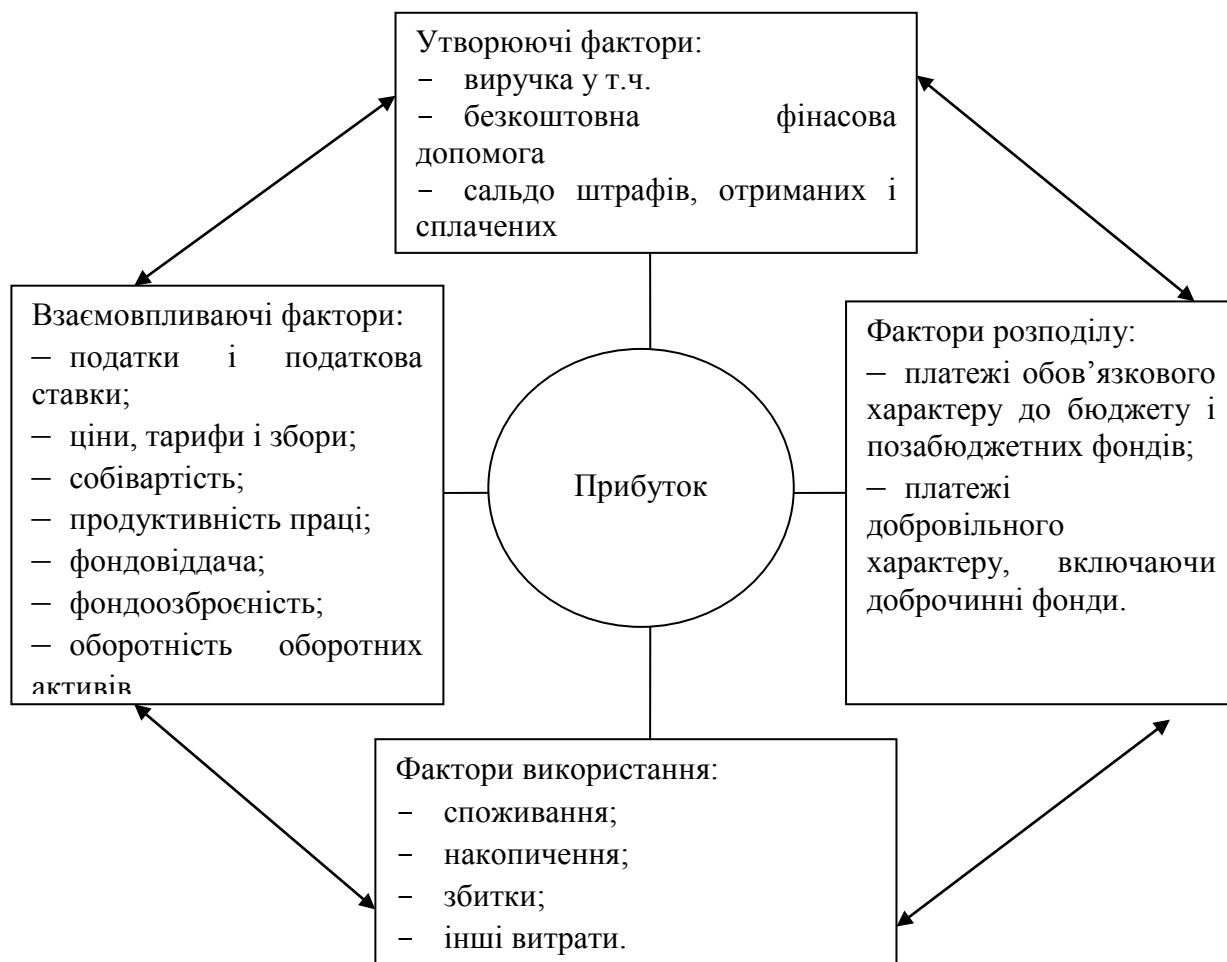 Утворюючі фактори:
− виручка у т.ч.
− безкоштовна фінасова
допомога
− сальдо штрафів, отриманих і
сплачених
Взаємовпливаючі фактори:
− податки і податкова
ставки;
− ціни, тарифи і збори;
− собівартість;
− продуктивність праці;
− фондовіддача;
− фондоозброєність;
− оборотність оборотних
активів
Прибуток
Фактори розподілу:
− платежі обов’язкового
характеру до бюджету і
позабюджетних фондів;
− платежі
добровільного
характеру, включаючи
доброчинні фонди.
Фактори використання:
− споживання;
− накопичення;
− збитки;
− інші витрати.